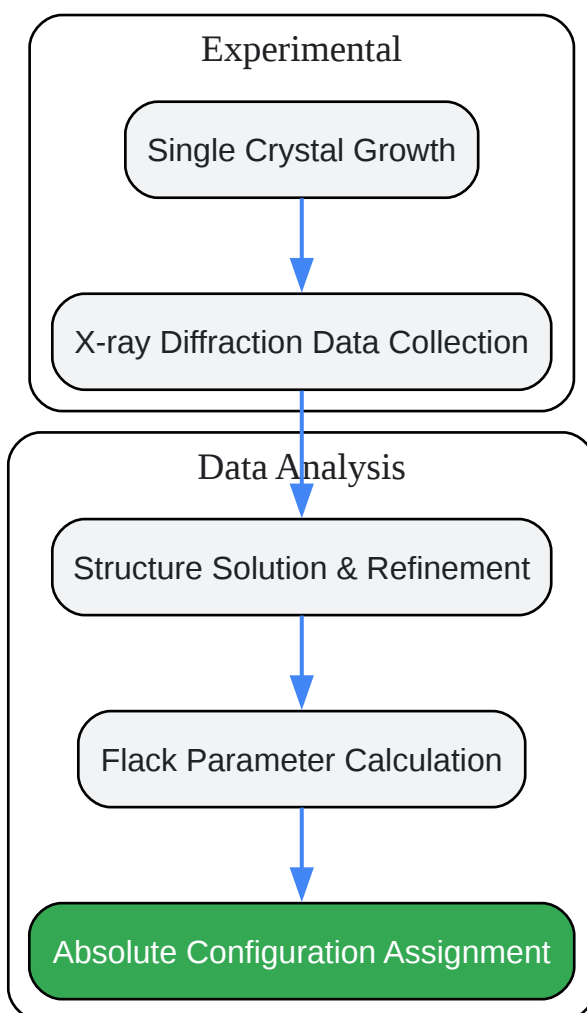 Experimental
Single Crystal Growth
X-ray Diffraction Data Collection
Data Analysis
Structure Solution & Refinement
Flack Parameter Calculation
Absolute Configuration Assignment